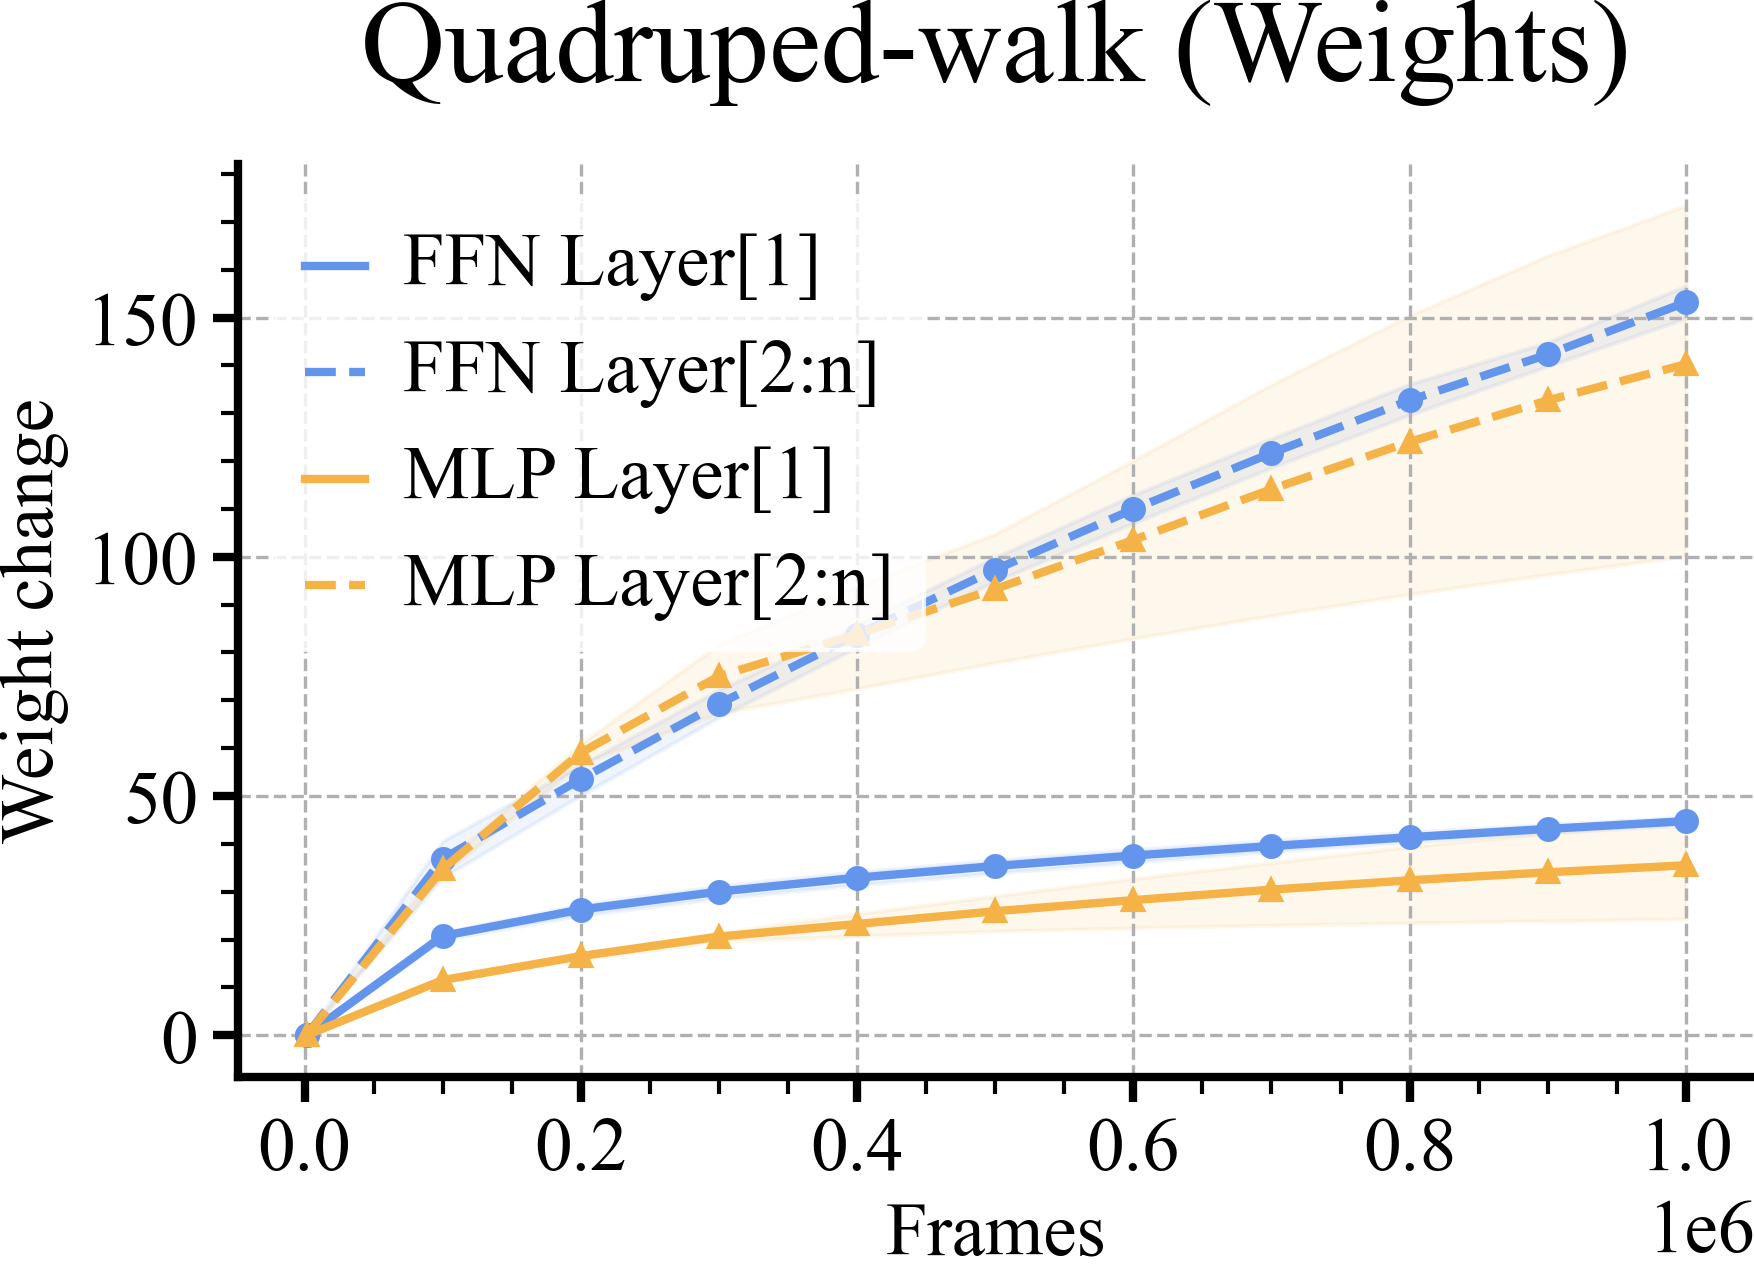 Quadruped-walk (Weights)
FFN Layer[1]
FFN Layer[2:n]
MLP Layer[1]
MLP Layer[2:n]
Weight change
150
100
50
0
0.0 0.2 0.4 0.6 0.8 1.0
1e6
Frames